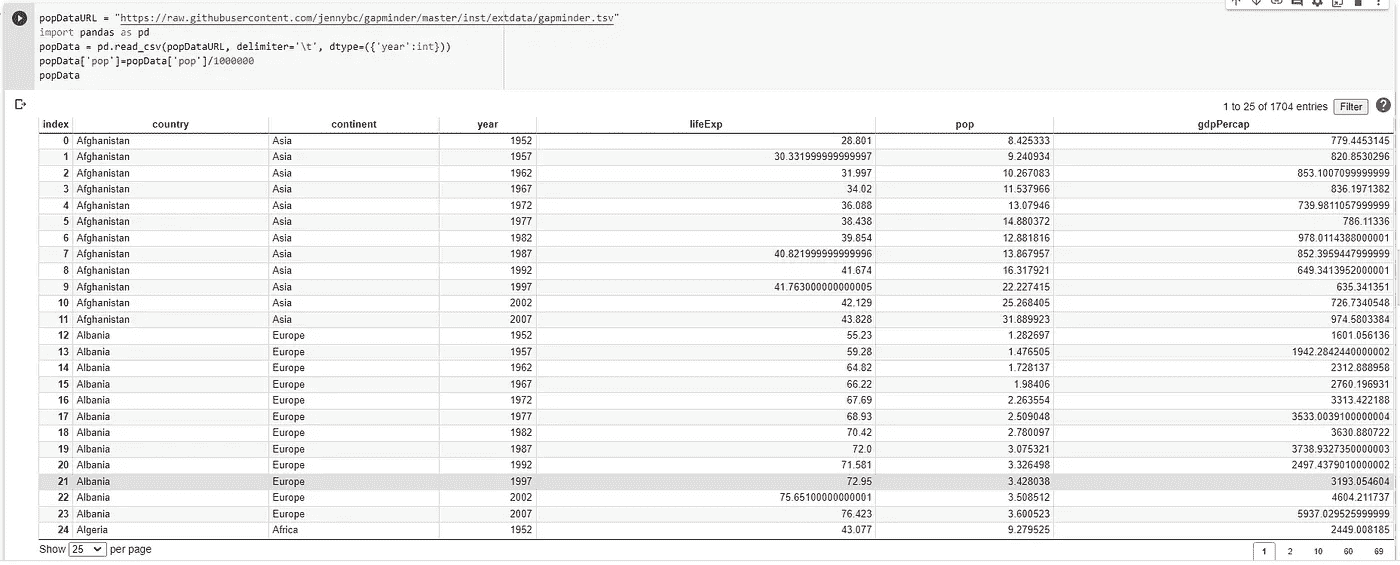 popDataURL = "https://raw.githubusercontent.com/jennybc/gapminder/master/inst/extdata/gapminder.tsv"
import pandas as pd
popData = pd.read_csv(popDataURL, delimiter='\t', dtype=({'year':int}))
popData['pop']=popData['pop']/1000000
popData
1 to 25 of 1704 entries Filter ?
index country continent year lifeExp pop gdpPercap
0 Afghanistan Asia 1952 28.801 8.425333 779.4453145
1 Afghanistan Asia 1957 30.331999999999997 9.240934 820.8530296
2 Afghanistan Asia 1962 31.997 10.267083 853.1007099999999
3 Afghanistan Asia 1967 34.02 11.537966 836.1971382
4 Afghanistan Asia 1972 36.088 13.07946 739.9811057999999
5 Afghanistan Asia 1977 38.438 14.880372 786.11336
6 Afghanistan Asia 1982 39.854 12.881816 978.0114388000001
7 Afghanistan Asia 1987 40.821999999999996 13.867957 852.3959447999999
8 Afghanistan Asia 1992 41.674 16.317921 649.3413952000001
9 Afghanistan Asia 1997 41.763000000000005 22.227415 635.341351
10 Afghanistan Asia 2002 42.129 25.268405 726.7340548
11 Afghanistan Asia 2007 43.828 31.889923 974.5803384
12 Albania Europe 1952 55.23 1.282697 1601.056136
13 Albania Europe 1957 59.28 1.476505 1942.2842440000002
14 Albania Europe 1962 64.82 1.728137 2312.888958
15 Albania Europe 1967 66.22 1.98406 2760.196931
16 Albania Europe 1972 67.69 2.263554 3313.422188
17 Albania Europe 1977 68.93 2.509048 3533.0039100000004
18 Albania Europe 1982 70.42 2.780097 3630.880722
19 Albania Europe 1987 72.0 3.075321 3738.9327350000003
20 Albania Europe 1992 71.581 3.326498 2497.4379010000002
21 Albania Europe 1997 72.95 3.428038 3193.054604
22 Albania Europe 2002 75.65100000000001 3.508512 4604.211737
23 Albania Europe 2007 76.423 3.600523 5937.029525999999
24 Algeria Africa 1952 43.077 9.279525 2449.008185
Show 25 per page 1 2 10 60 69